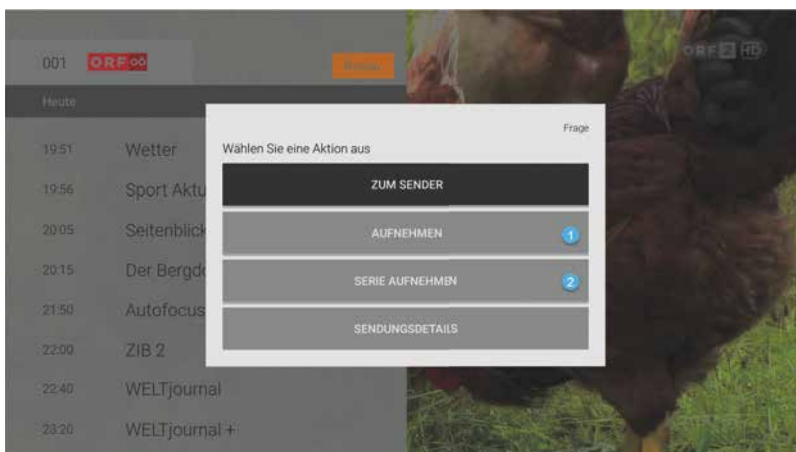 001 ORF oö
ORF 2 HD
Heute
Frage
Wählen Sie eine Aktion aus
ZUM SENDER
AUFNEHMEN 1
SERIE AUFNEHMEN 2
SENDUNGSDETAILS
19:51 Wetter
19:56 Sport Aktu
20:05 Seitenblick
20:15 Der Bergd
21:50 Autofocus
22:00 ZIB 2
22:40 WELTjournal
23:20 WELTjournal +